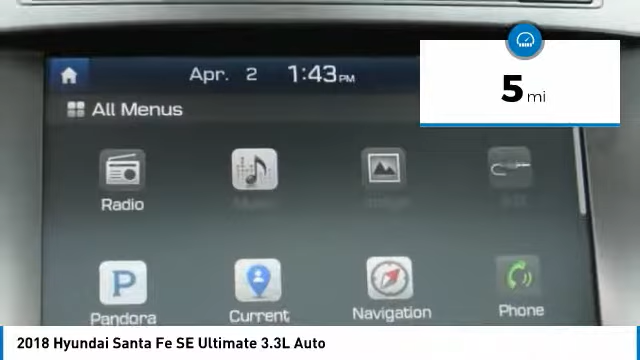 Apr. 2 1:43PM
5 mi
All Menus
Radio
Pandora
Current
Navigation
Phone
2018 Hyundai Santa Fe SE Ultimate 3.3L Auto